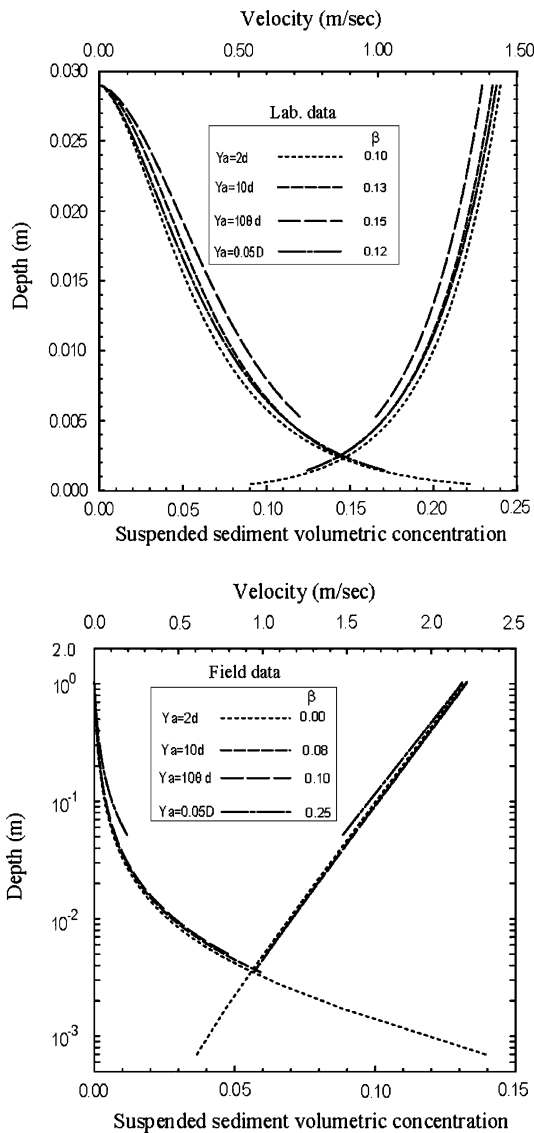 Velocity (m/sec)
0.00 0.50 1.00 1.50
0.030
0.025
0.020
0.015
0.010
0.005
0.000
Depth (m)
Lab. data
β
Ya=2d 0.10
Ya=10d 0.13
Ya=10θd 0.15
Ya=0.05D 0.12
0.00 0.05 0.10 0.15 0.20 0.25
Suspended sediment volumetric concentration
Velocity (m/sec)
0.0 0.5 1.0 1.5 2.0 2.5
2.0
10⁰
10⁻¹
10⁻²
10⁻³
Depth (m)
Field data
β
Ya=2d 0.00
Ya=10d 0.08
Ya=10θd 0.10
Ya=0.05D 0.25
0.00 0.05 0.10 0.15
Suspended sediment volumetric concentration